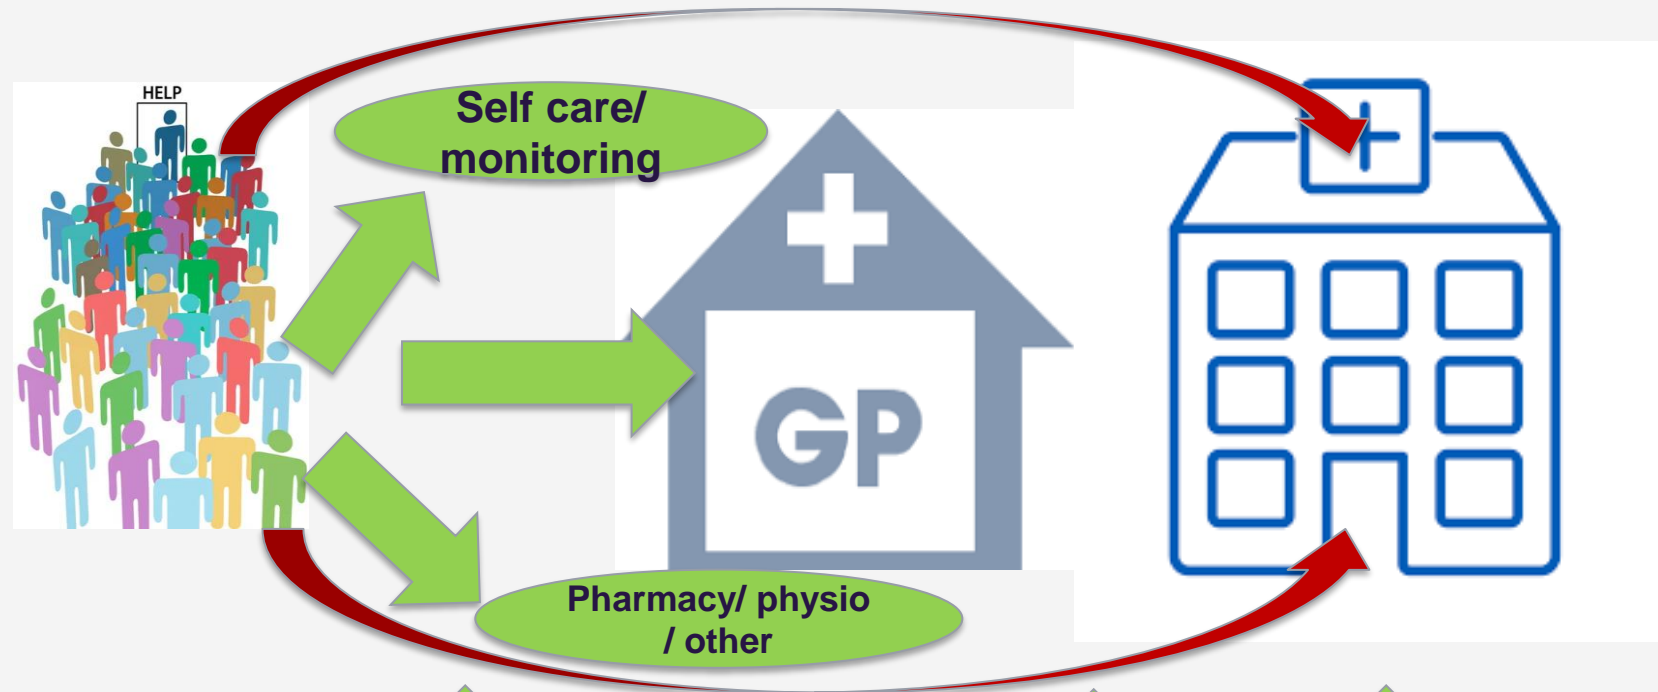 HELP
Self care/
monitoring
GP
Pharmacy/ physio
/ other